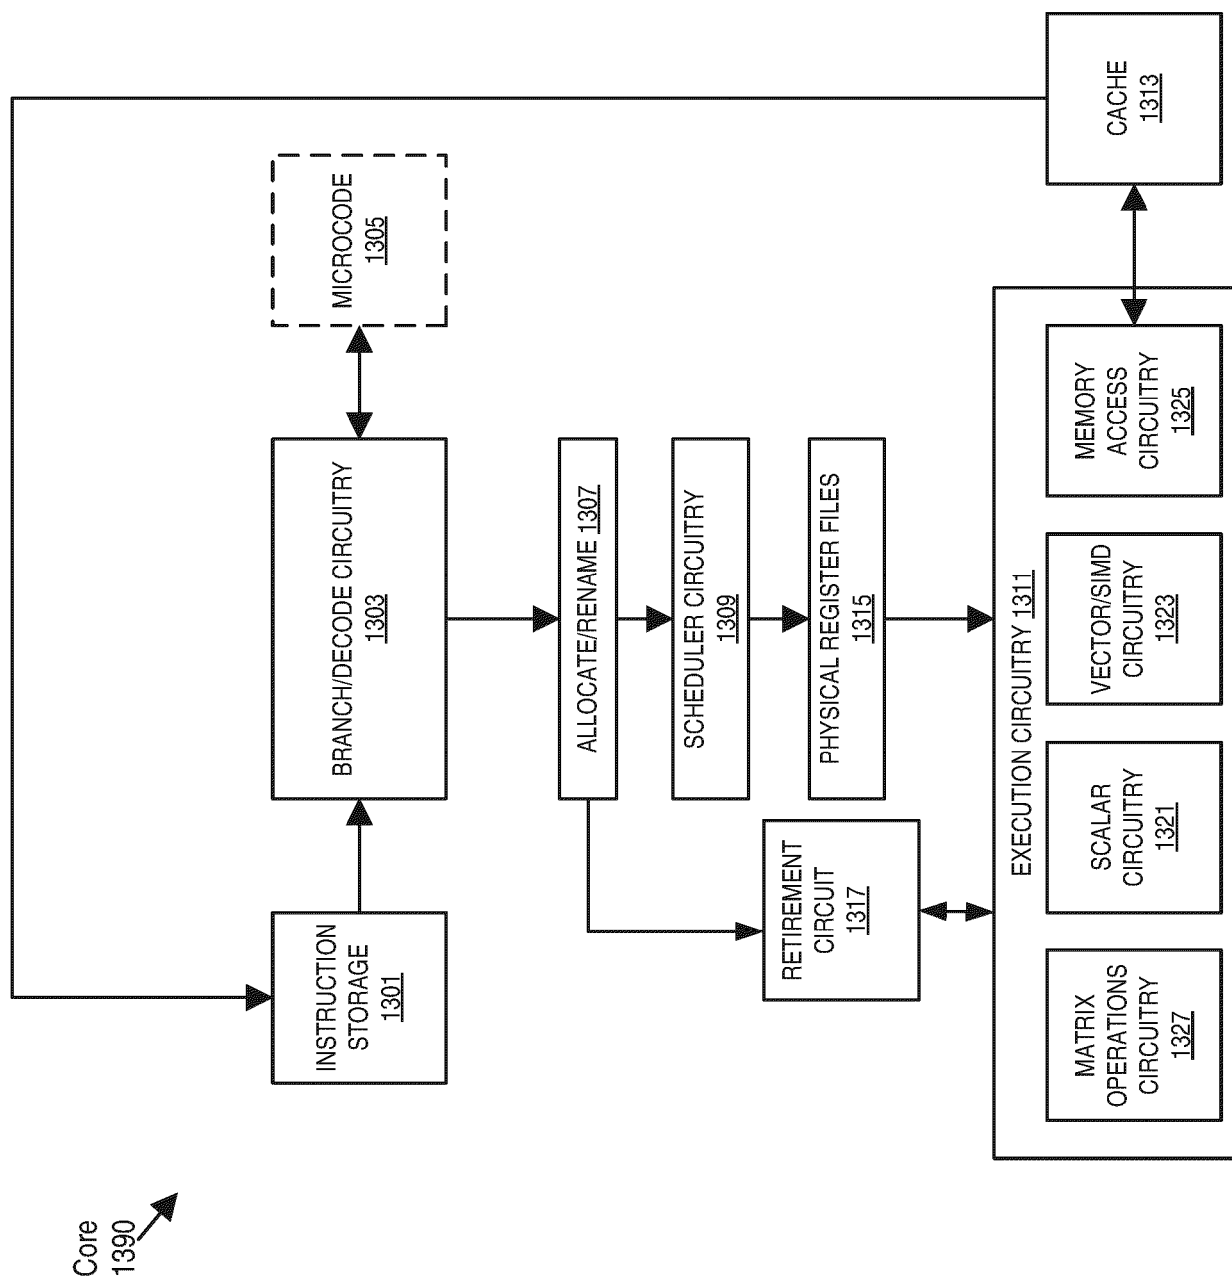 Core
1390
INSTRUCTION
STORAGE
1301
BRANCH/DECODE CIRCUITRY
1303
MICROCODE
1305
ALLOCATE/RENAME 1307
SCHEDULER CIRCUITRY
1309
PHYSICAL REGISTER FILES
1315
RETIREMENT
CIRCUIT
1317
EXECUTION CIRCUITRY 1311
MATRIX
OPERATIONS
CIRCUITRY
1327
SCALAR
CIRCUITRY
1321
VECTOR/SIMD
CIRCUITRY
1323
MEMORY
ACCESS
CIRCUITRY
1325
CACHE
1313